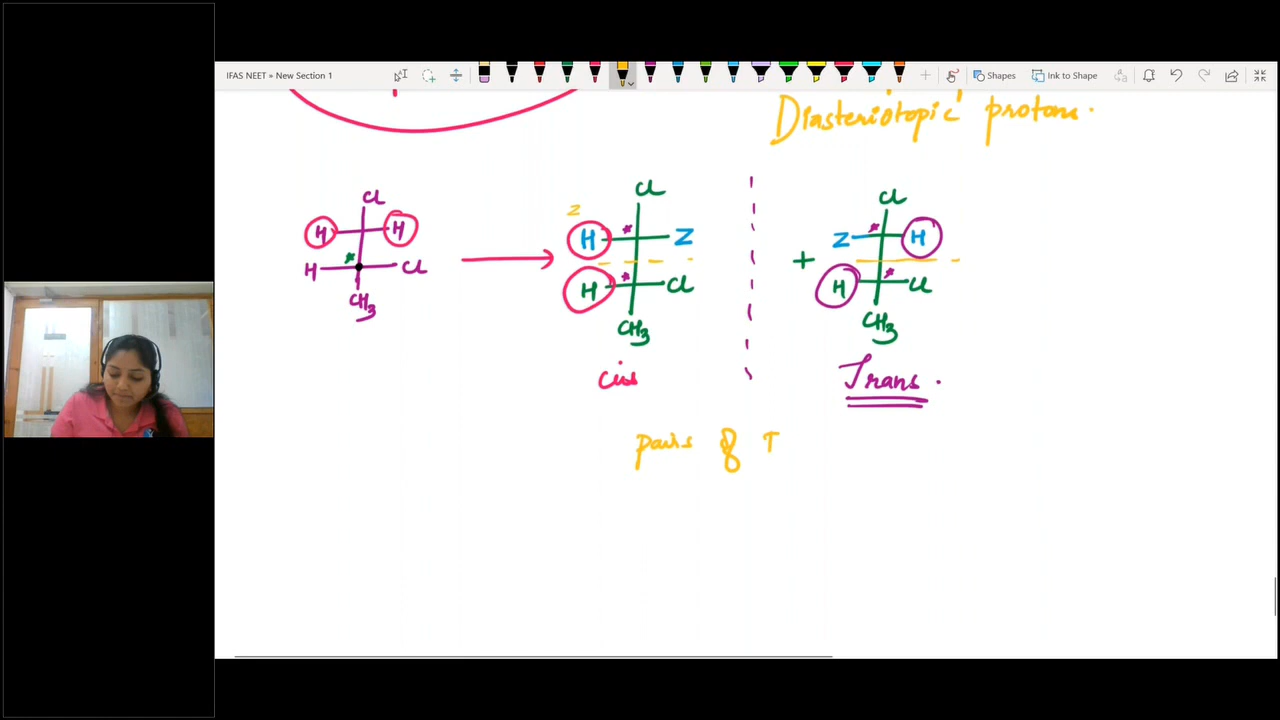 IFAS NEET » New Section 1
Shapes
Ink to Shape
Diasteriotopic protons.
Cl
H H
* H Cl
CH3
Z
Cl
H * Z
H * Cl
CH3
cis
+
Cl
Z * H
H * Cl
CH3
Trans.
pairs of